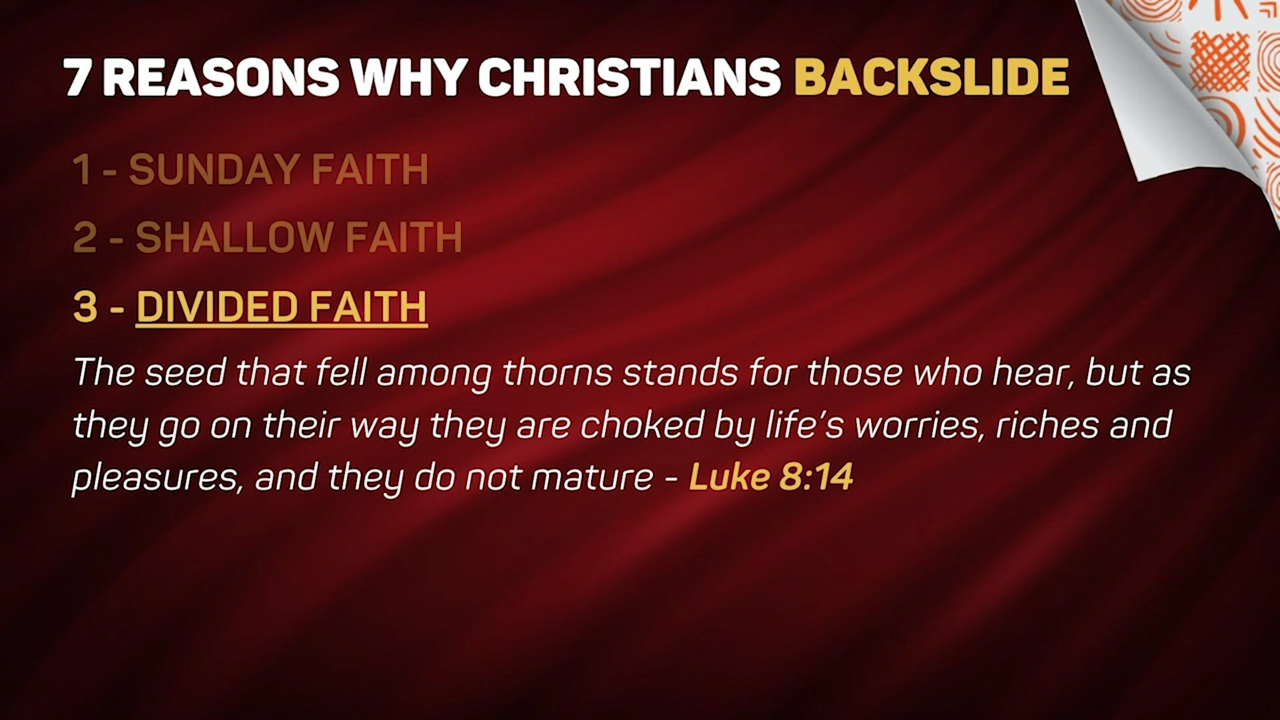 7 REASONS WHY CHRISTIANS BACKSLIDE
1 - SUNDAY FAITH
2 - SHALLOW FAITH
3 - DIVIDED FAITH
The seed that fell among thorns stands for those who hear, but as
they go on their way they are choked by life's worries, riches and
pleasures, and they do not mature - Luke 8:14